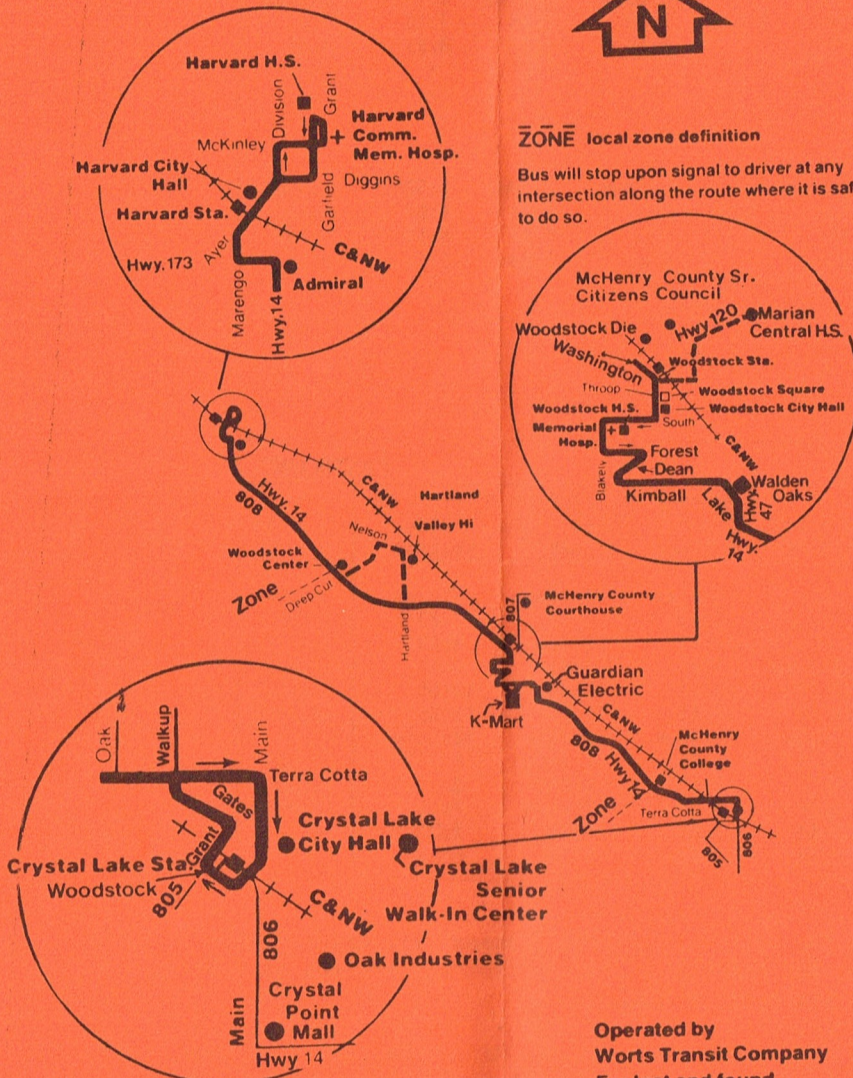 N
ZONE local zone definition
Bus will stop upon signal to driver at any
intersection along the route where it is saf
to do so.
Harvard H.S.
Division
Grant
McKinley
Harvard
Comm.
Mem. Hosp.
Harvard City
Hall
Diggins
Garfield
Harvard Sta.
Ayer
C&NW
Hwy. 173
Marengo
Hwy. 14
Admiral
McHenry County Sr.
Citizens Council
Woodstock Die
Hwy 120
Marian
Central H.S.
Washington
Woodstock Sta.
Throop
Woodstock Square
Woodstock H.S.
Woodstock City Hall
South
Memorial
Hosp.
C&NW
Forest
Dean
Blakely
Kimball
Walden
Oaks
Lake
Hwy
47
Hwy.
14
C&NW
Hwy. 14
808
Hartland
Nelson
Valley Hi
Woodstock
Center
Zone
Deep Cut
Hartland
807
McHenry County
Courthouse
Guardian
Electric
K-Mart
C&NW
808 Hwy14
McHenry
County
College
Zone
Terra Cotta
805
806
Oak
Walkup
Main
Terra Cotta
Gates
Crystal Lake
City Hall
Grant
Crystal Lake Sta.
Woodstock
805
Crystal Lake
Senior
Walk-In Center
C&NW
806
Oak Industries
Crystal
Point
Mall
Main
Hwy 14
Operated by
Worts Transit Company